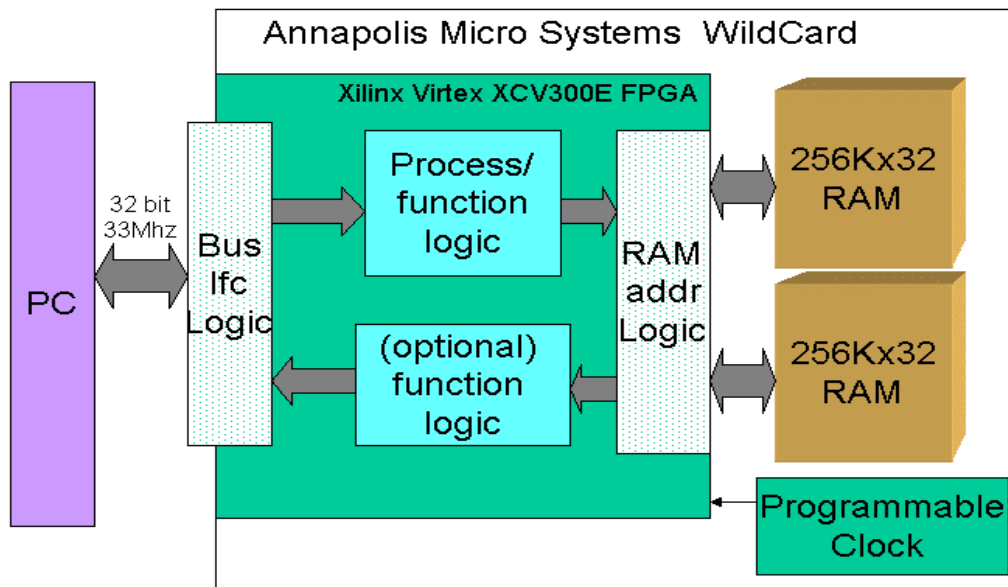 Annapolis Micro Systems WildCard
Xilinx Virtex XCV300E FPGA
PC
32 bit
33Mhz
Bus
Ifc
Logic
Process/
function
logic
(optional)
function
logic
RAM
addr
Logic
256Kx32
RAM
256Kx32
RAM
Programmable
Clock